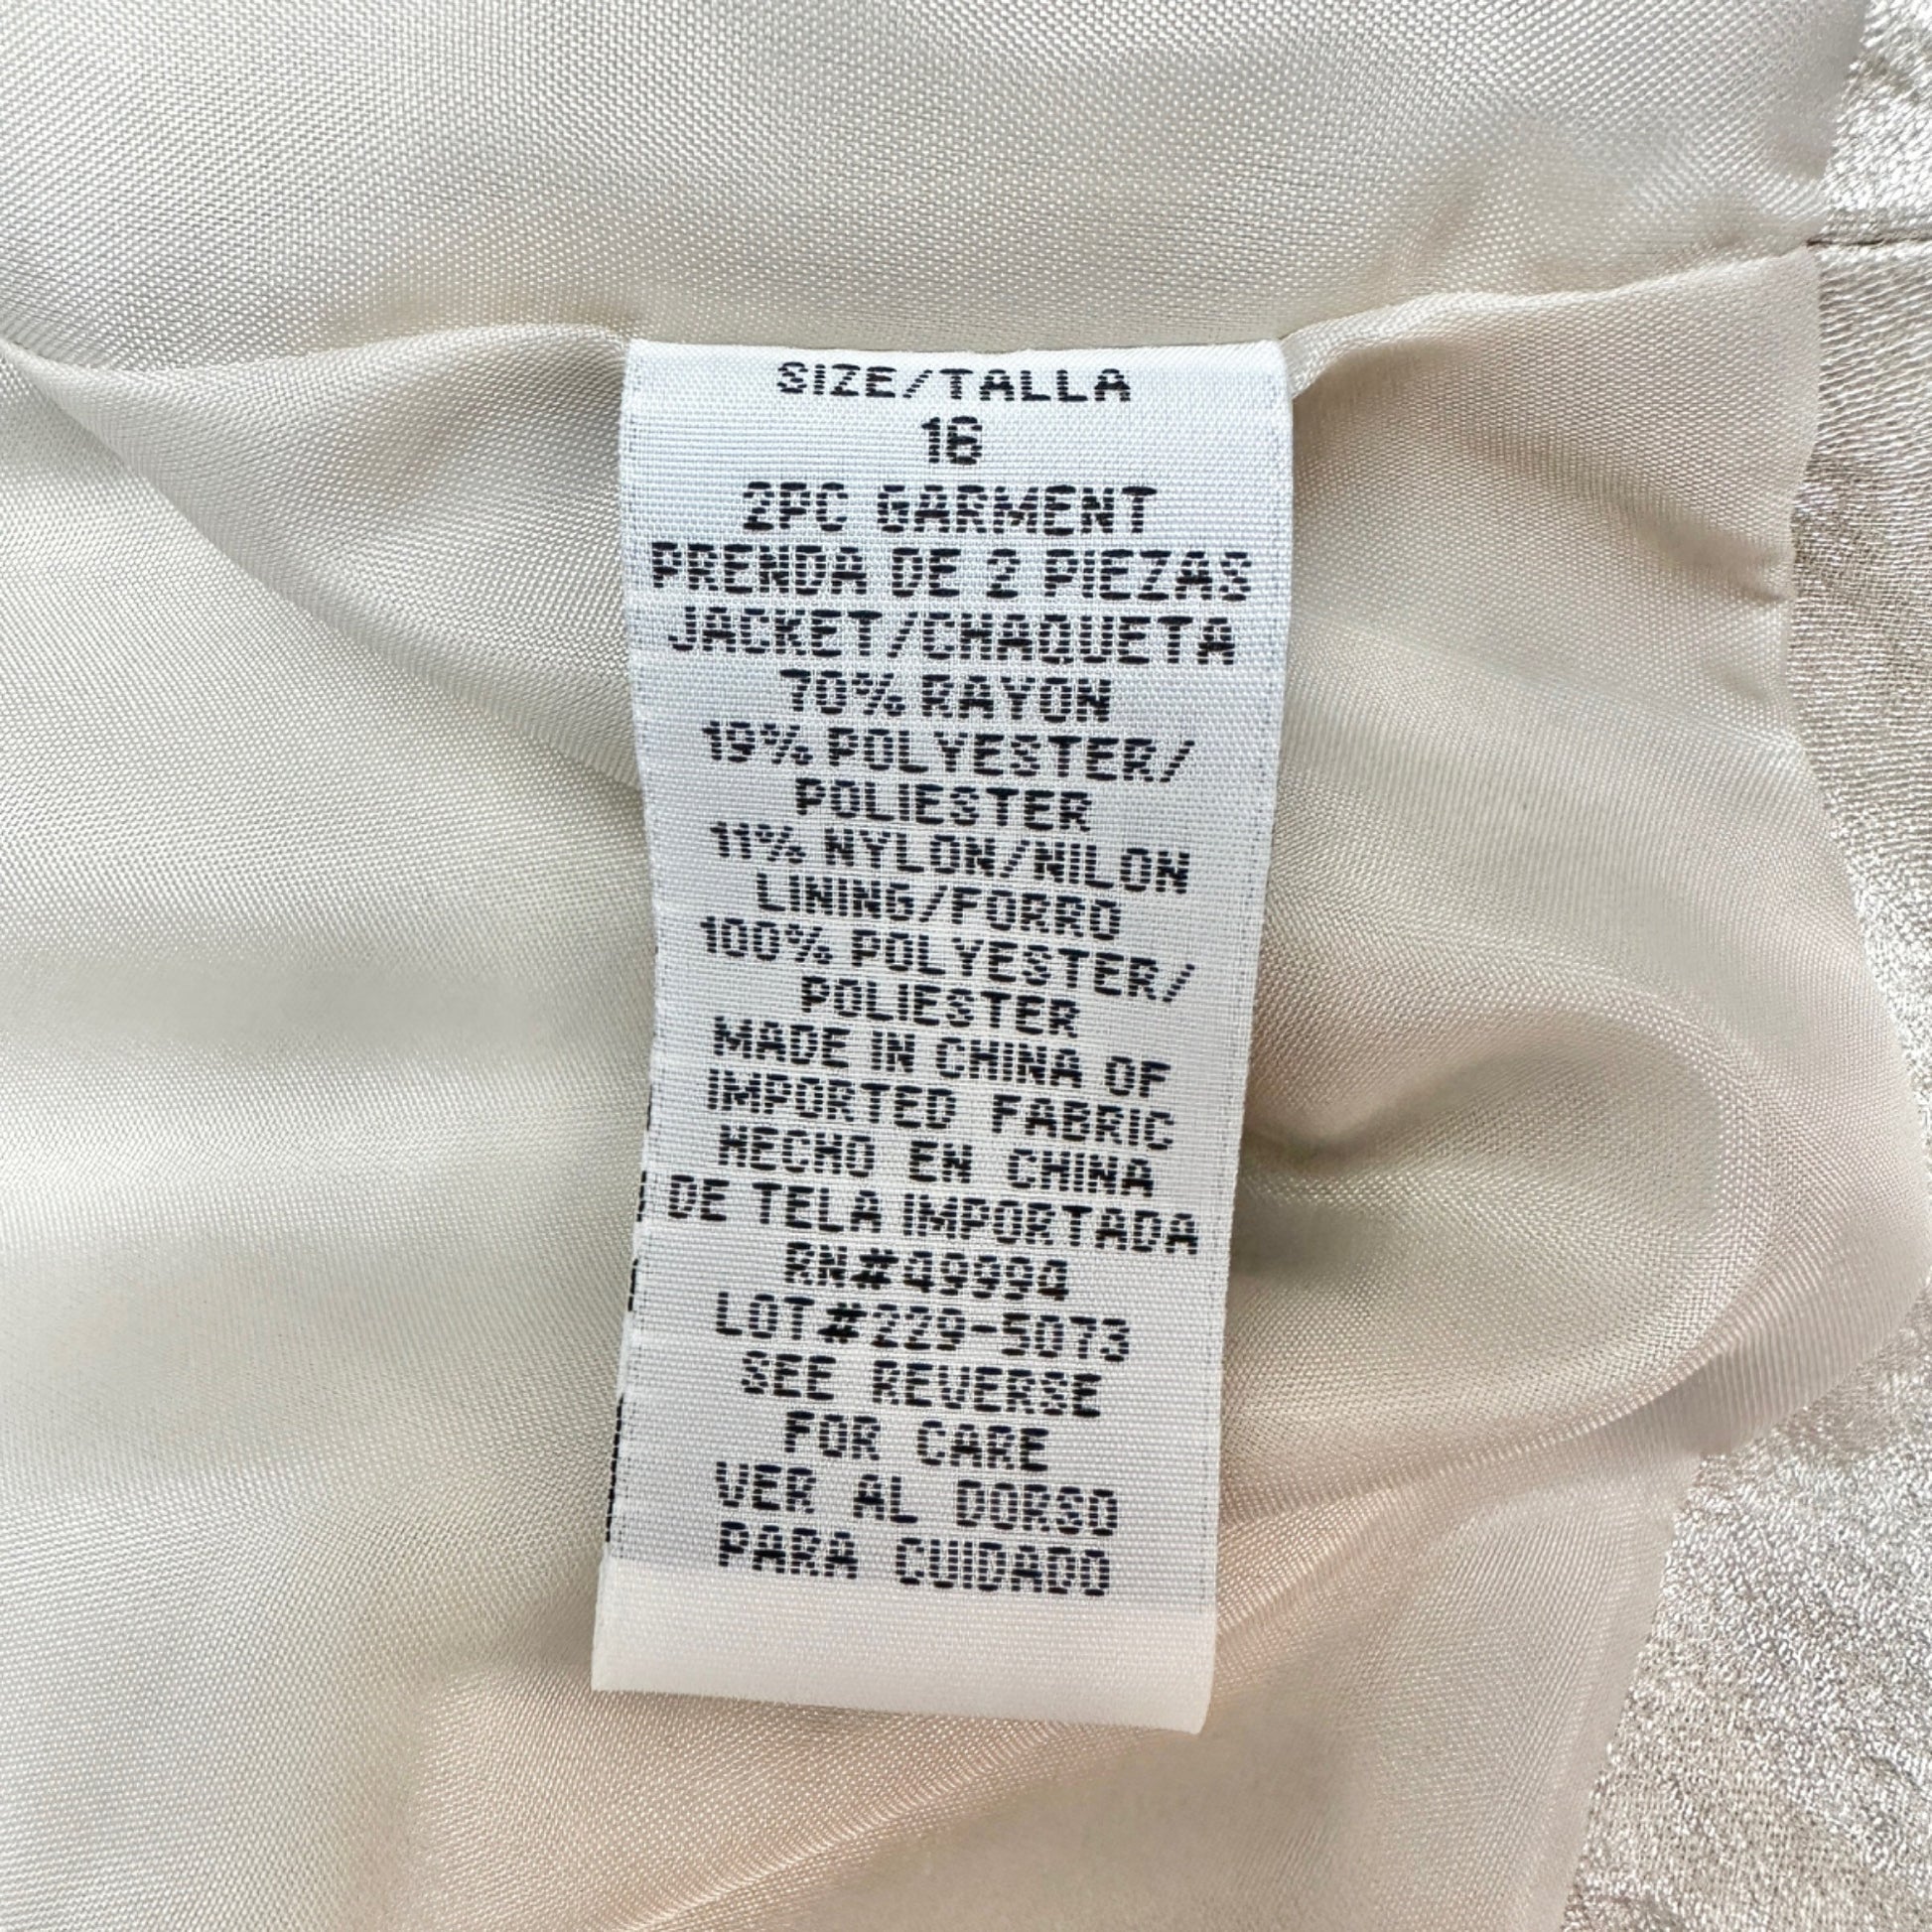 SIZE/TALLA
16
2PC GARMENT
PRENDA DE 2 PIEZAS
JACKET/CHAQUETA
70% RAYON
19% POLYESTER/
POLIESTER
11% NYLON/NILON
LINING/FORRO
100% POLYESTER/
POLIESTER
MADE IN CHINA OF
IMPORTED FABRIC
HECHO EN CHINA
DE TELA IMPORTADA
RN#49994
LOT#229-5073
SEE REVERSE
FOR CARE
VER AL DORSO
PARA CUIDADO